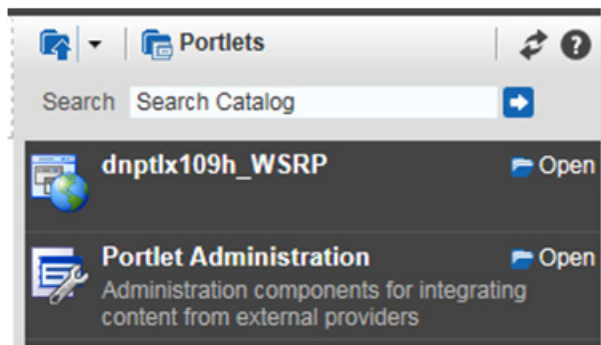 Portlets
Search Search Catalog
dnptlx109h_WSRP Open
Portlet Administration Open
Administration components for integrating
content from external providers